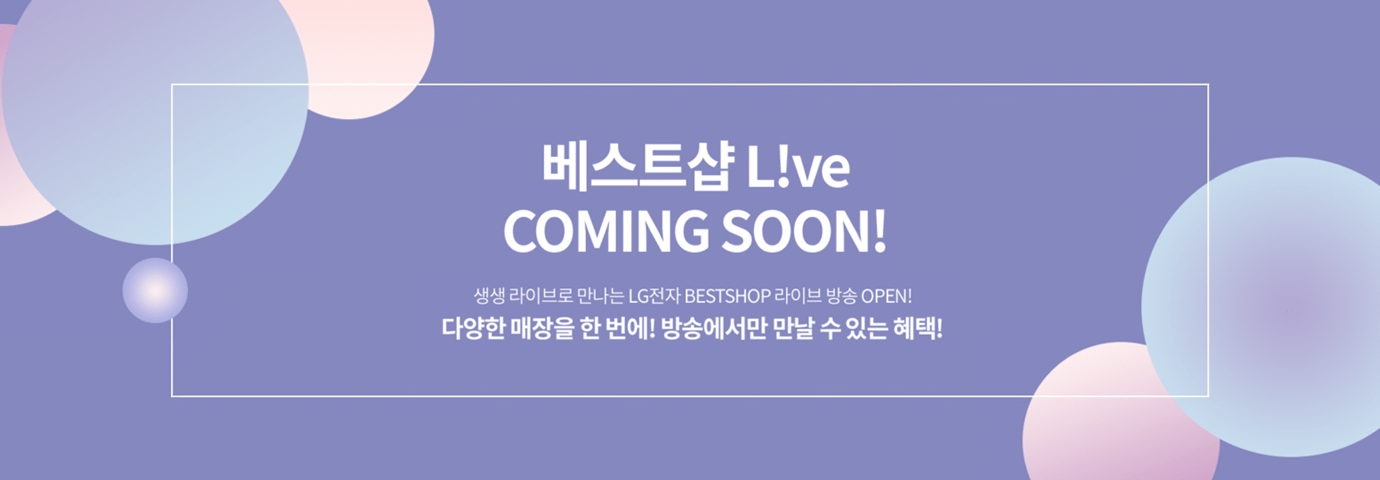 베스트샵 L!ve
COMING SOON!
생생 라이브로 만나는 LG전자 BESTSHOP 라이브 방송 OPEN!
다양한 매장을 한 번에! 방송에서만 만날 수 있는 혜택!